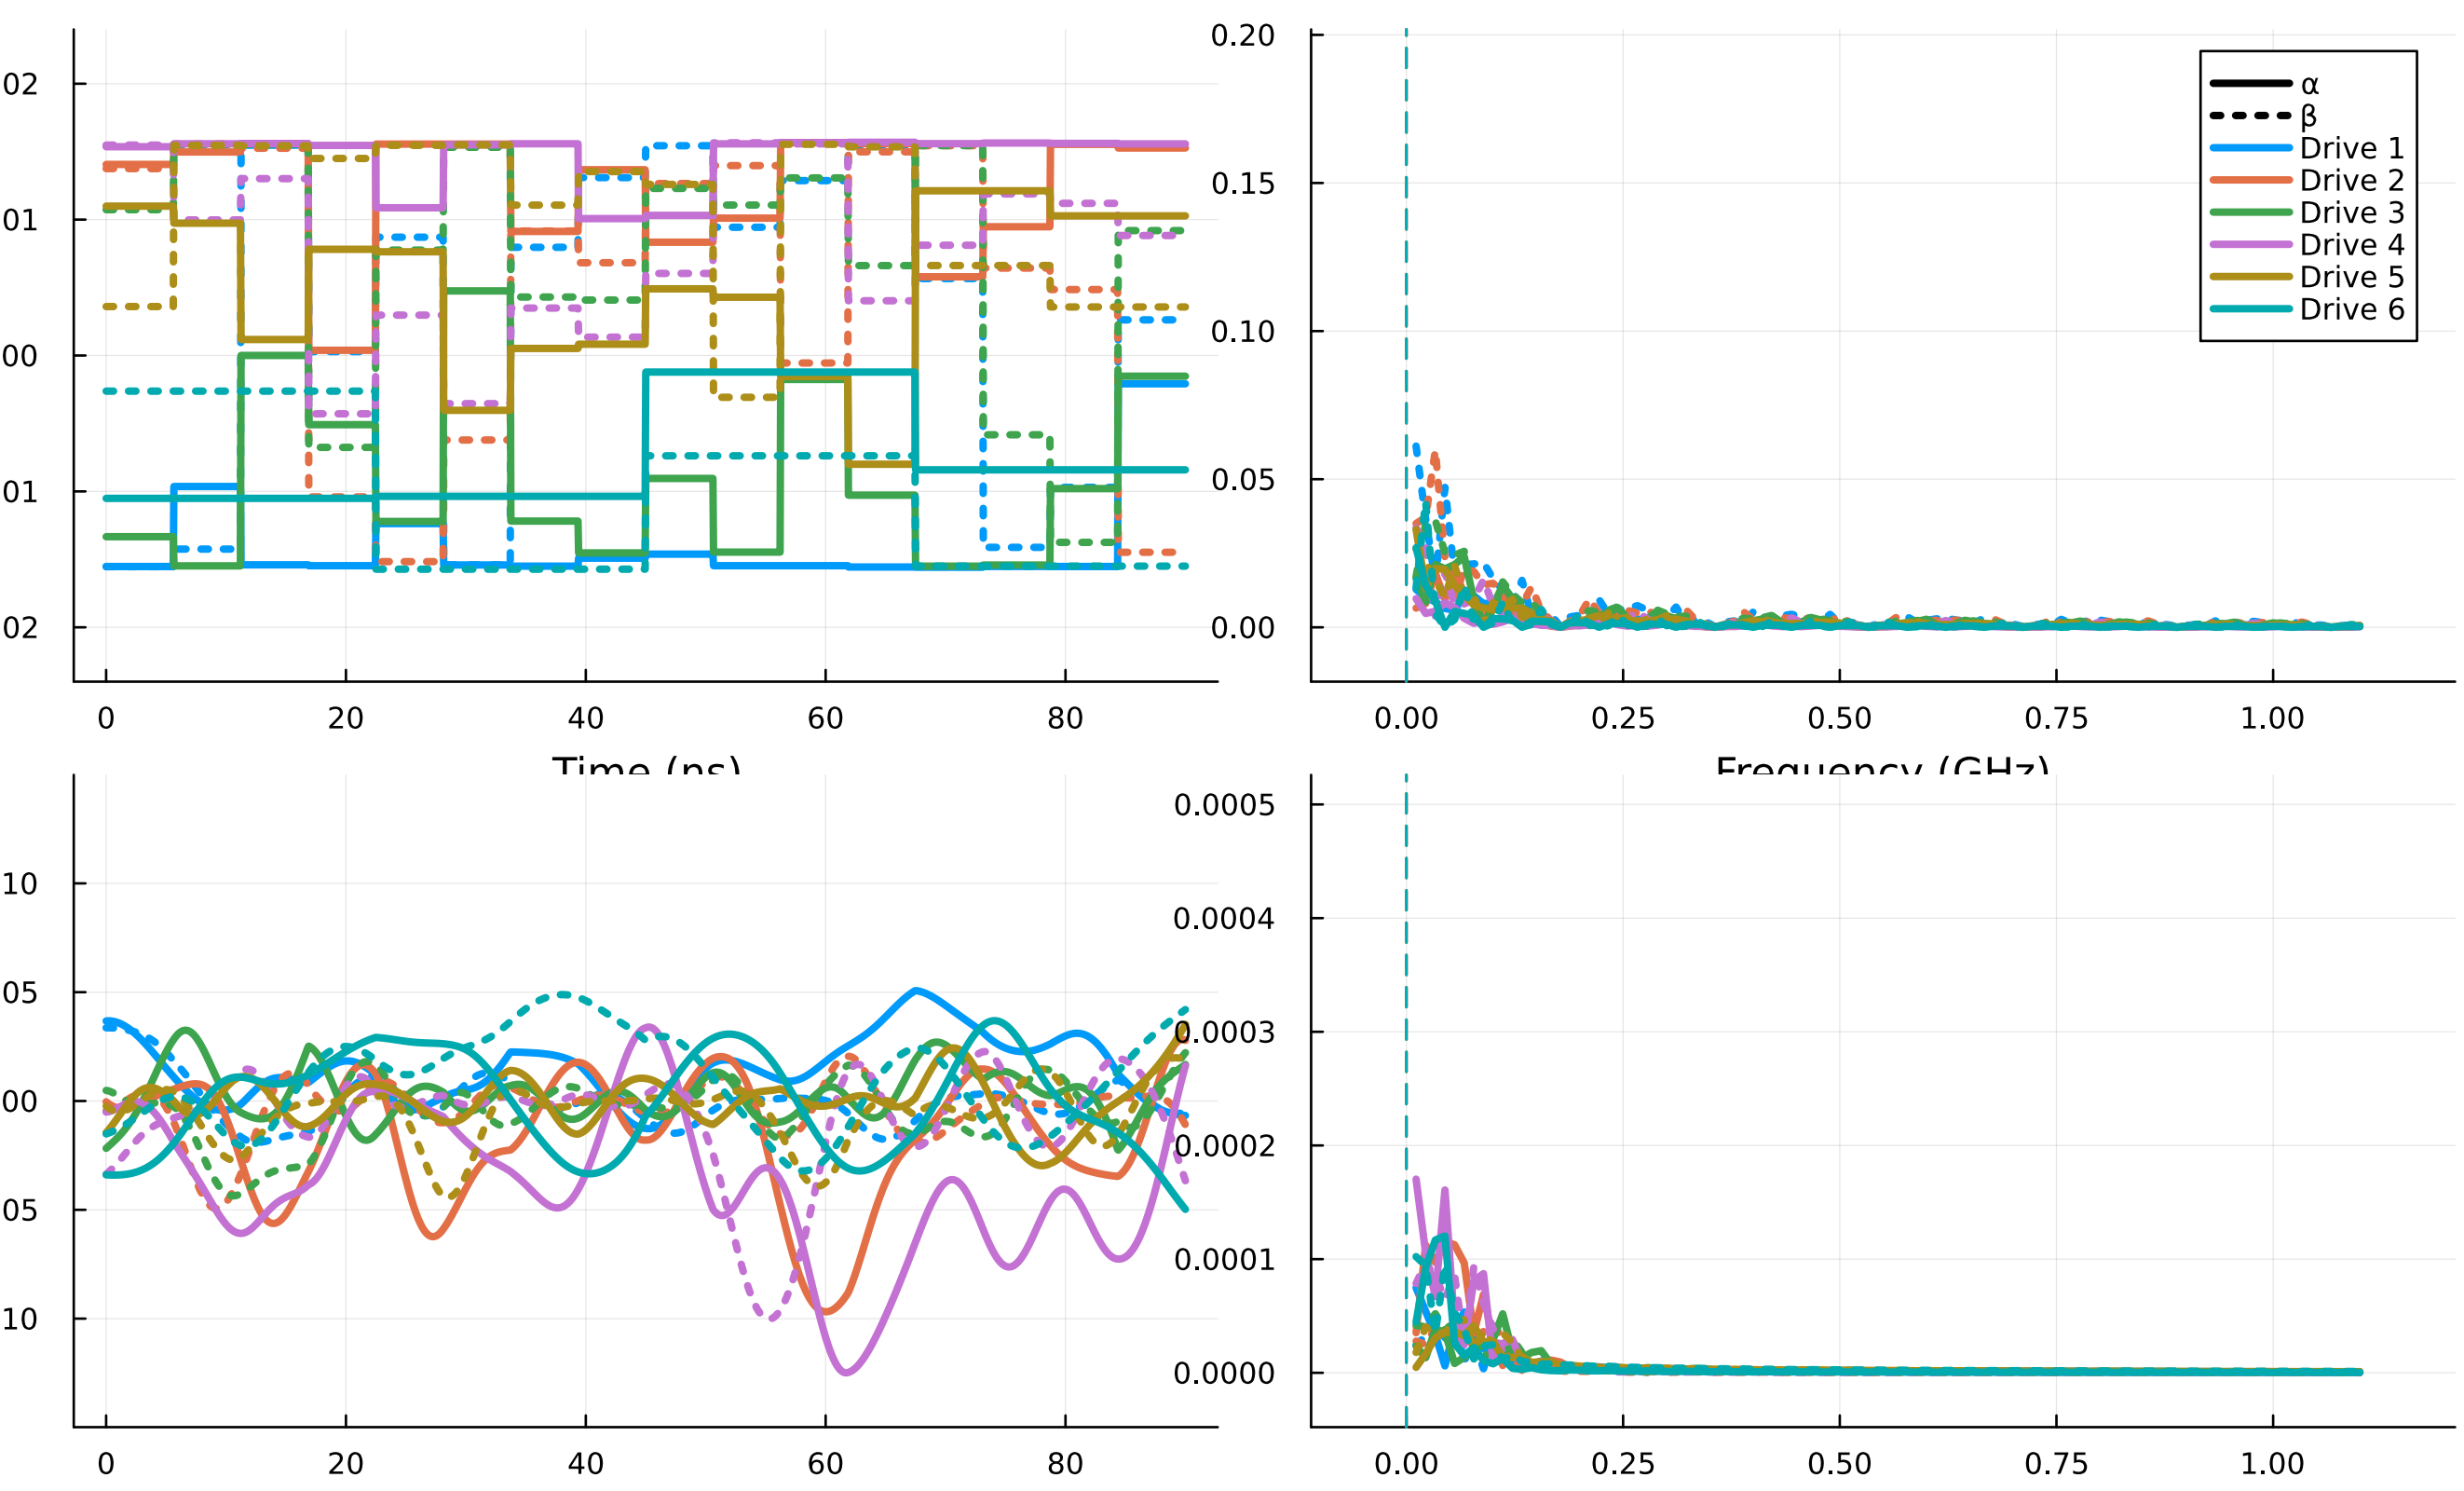 02
01
00
01
02
0 20 40 60 80
Time (ns)
0.20
0.15
0.10
0.05
0.00
0.00 0.25 0.50 0.75 1.00
Frequency (GHz)
α
β
Drive 1
Drive 2
Drive 3
Drive 4
Drive 5
Drive 6
10
05
00
05
10
0 20 40 60 80
0.0005
0.0004
0.0003
0.0002
0.0001
0.0000
0.00 0.25 0.50 0.75 1.00